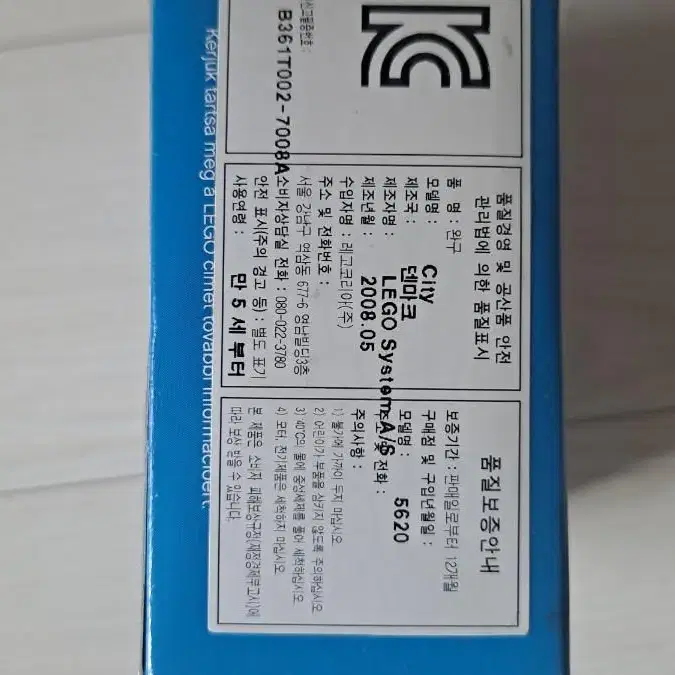 KC
신고필증번호 :
B361T002-7008A
품질경영 및 공산품 안전
관리법에 의한 품질표시
품 명 : 완구
모델명 : City
제조국 : 덴마크
제조자명 : LEGO System A/S
제조년월 : 2008.05
수입자명 : 레고코리아(주)
주소 및 전화번호 :
서울 강남구 역삼동 677-6 영남빌딩3층
소비자상담실 전화 : 080-022-3780
안전 표시(주의 경고 등) : 별도 표기
사용연령 : 만 5 세 부터
품질보증안내
보증기간 : 판매일로부터 12개월
구매점 및 구입년월일 :
모델명 : 5620
주소 및 전화 :
주의사항 :
1) 불가에 가까이 두지 마십시오
2) 어린이가 부품을 삼키지 않도록 주의하십시오
3) 40℃의 물에 중성세제를 풀어 세척하십시오
4) 모터, 전기제품은 세척하지 마십시오
본 제품은 소비자 피해보상규정(재정경제부고시)에
따라 보상 받을 수 있습니다.
Kérjük tartsa meg a LEGO címet további információért.